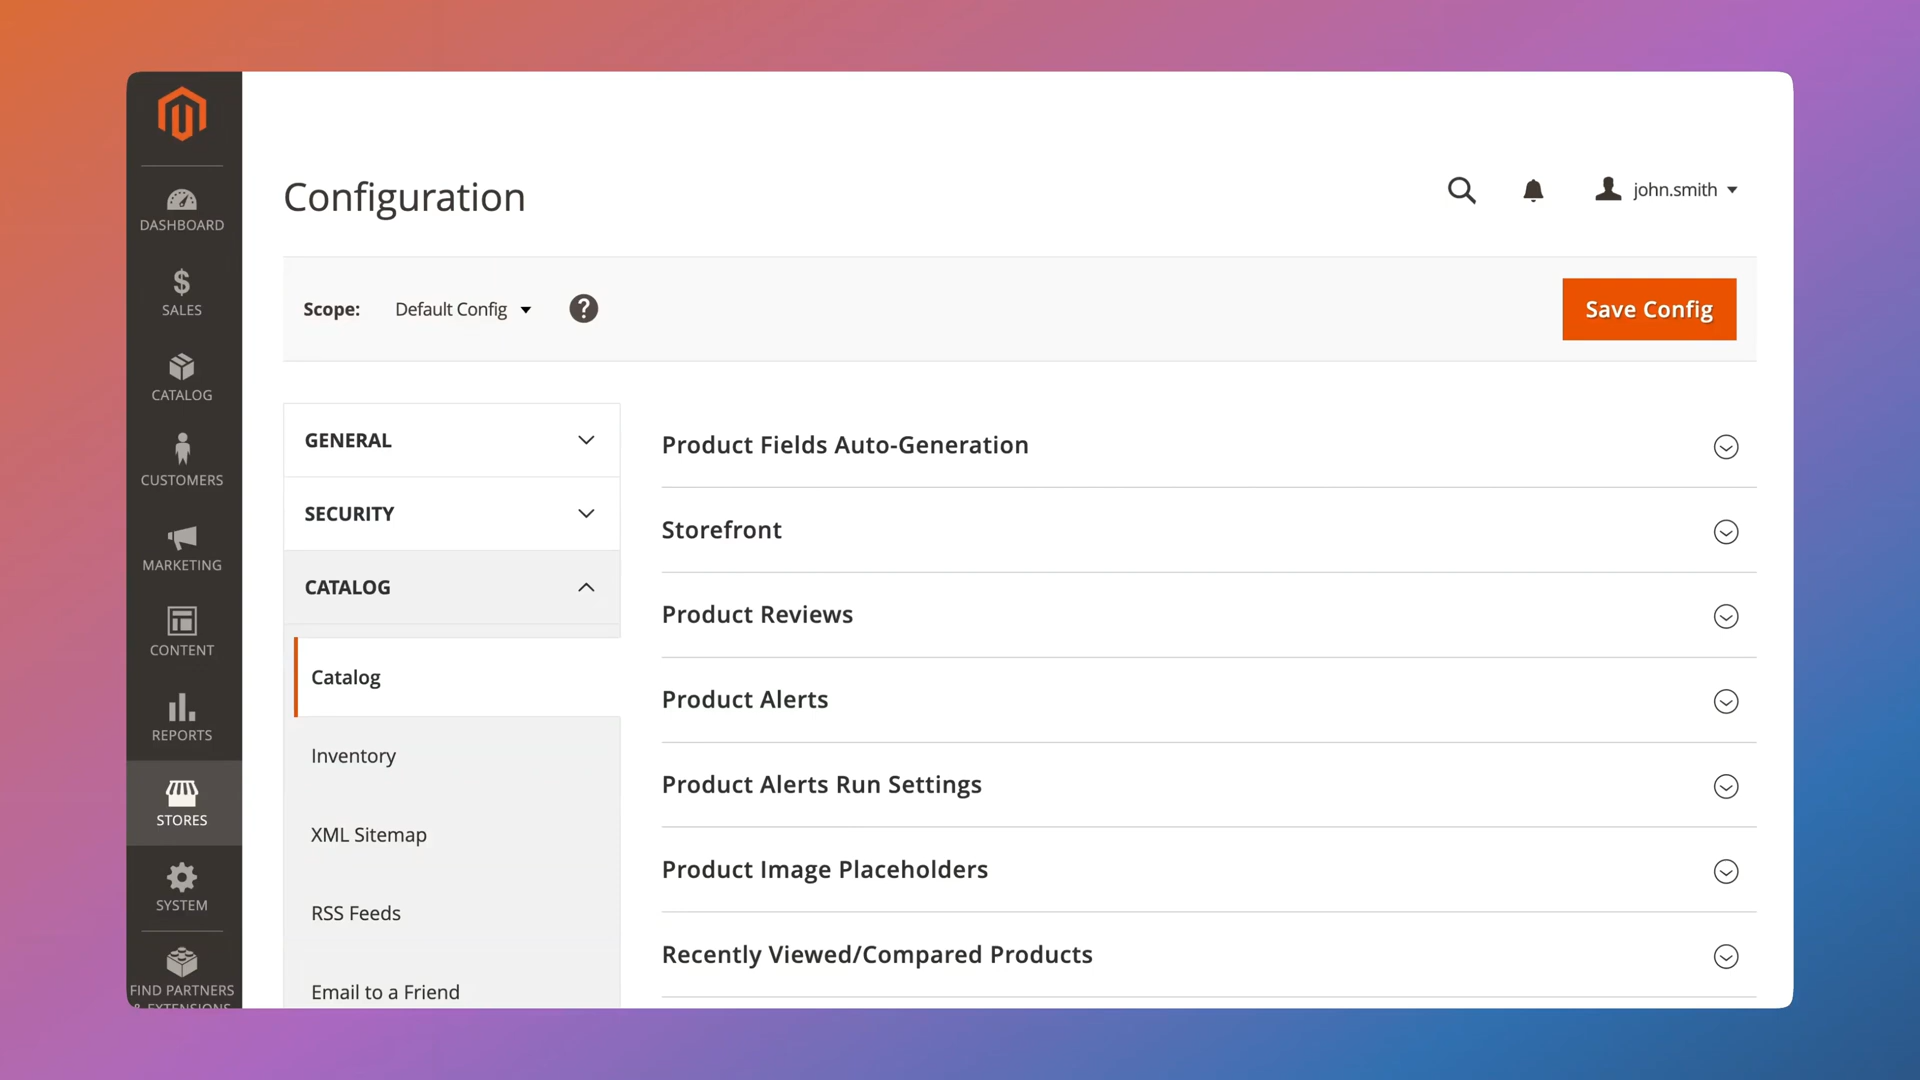 DASHBOARD
SALES
CATALOG
CUSTOMERS
MARKETING
CONTENT
REPORTS
STORES
SYSTEM
FIND PARTNERS
& EXTENSIONS
Configuration
john.smith
Scope:
Default Config
?
Save Config
GENERAL
SECURITY
CATALOG
Catalog
Inventory
XML Sitemap
RSS Feeds
Email to a Friend
Product Fields Auto-Generation
Storefront
Product Reviews
Product Alerts
Product Alerts Run Settings
Product Image Placeholders
Recently Viewed/Compared Products